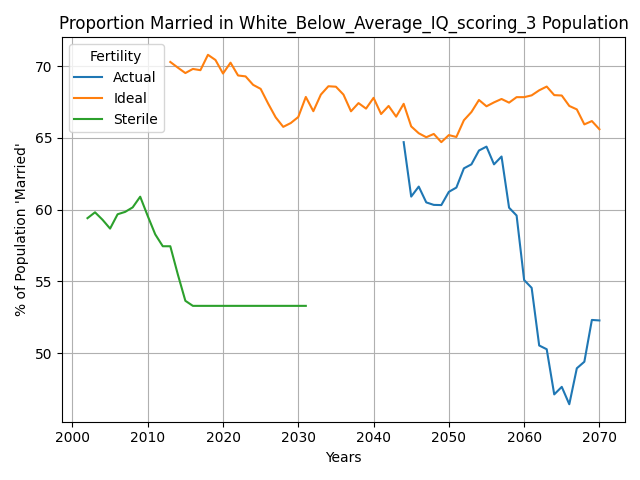 Proportion Married in White_Below_Average_IQ_scoring_3 Population
% of Population 'Married'
70
65
60
55
50
Fertility
Actual
Ideal
Sterile
2000 2010 2020 2030 2040 2050 2060 2070
Years